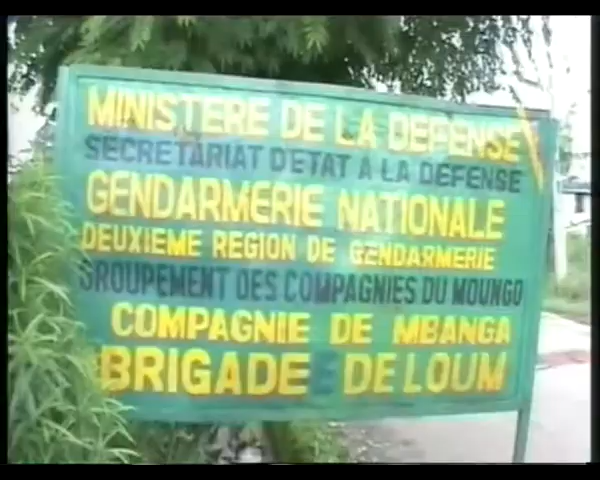 MINISTERE DE LA DEFENSE
SECRETARIAT D'ETAT A LA DEFENSE
GENDARMERIE NATIONALE
DEUXIEME REGION DE GENDARMERIE
GROUPEMENT DES COMPAGNIES DU MOUNGO
COMPAGNIE DE MBANGA
BRIGADE DE LOUM